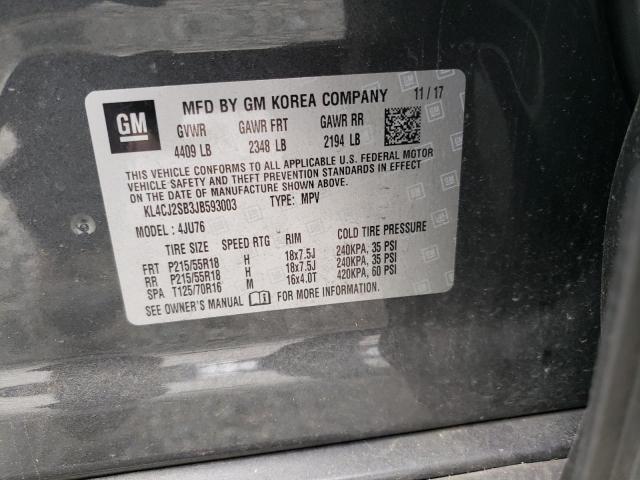 GM MFD BY GM KOREA COMPANY 11 / 17
GVWR GAWR FRT GAWR RR
4409 LB 2348 LB 2194 LB
THIS VEHICLE CONFORMS TO ALL APPLICABLE U.S. FEDERAL MOTOR
VEHICLE SAFETY AND THEFT PREVENTION STANDARDS IN EFFECT
ON THE DATE OF MANUFACTURE SHOWN ABOVE.
KL4CJ2SB3JB593003 TYPE: MPV
MODEL: 4JU76
TIRE SIZE SPEED RTG RIM COLD TIRE PRESSURE
FRT P215/55R18 H 18x7.5J 240KPA, 35 PSI
RR P215/55R18 H 18x7.5J 240KPA, 35 PSI
SPA T125/70R16 M 16x4.0T 420KPA, 60 PSI
SEE OWNER'S MANUAL FOR MORE INFORMATION.